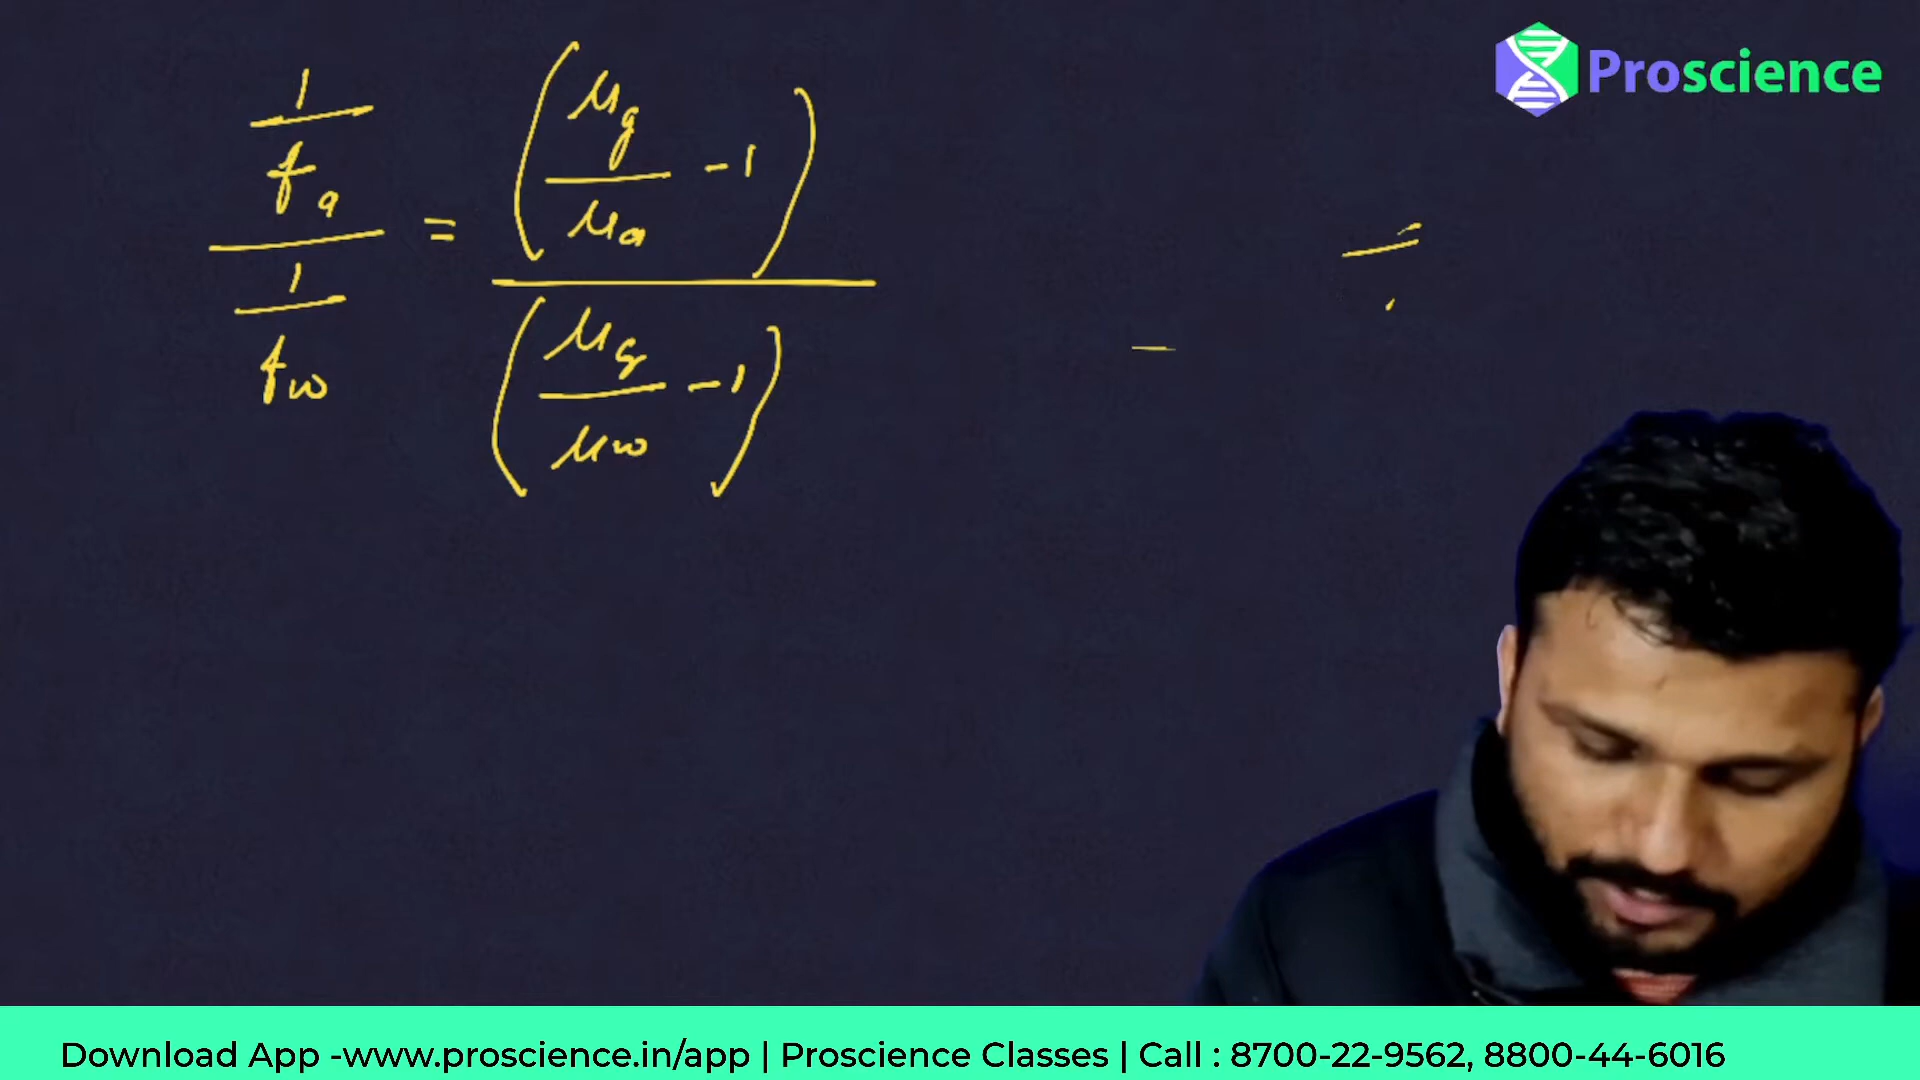 Proscience
1/fa / 1/fw = (μg/μa - 1) / (μg/μw - 1)
Download App -www.proscience.in/app | Proscience Classes | Call : 8700-22-9562, 8800-44-6016